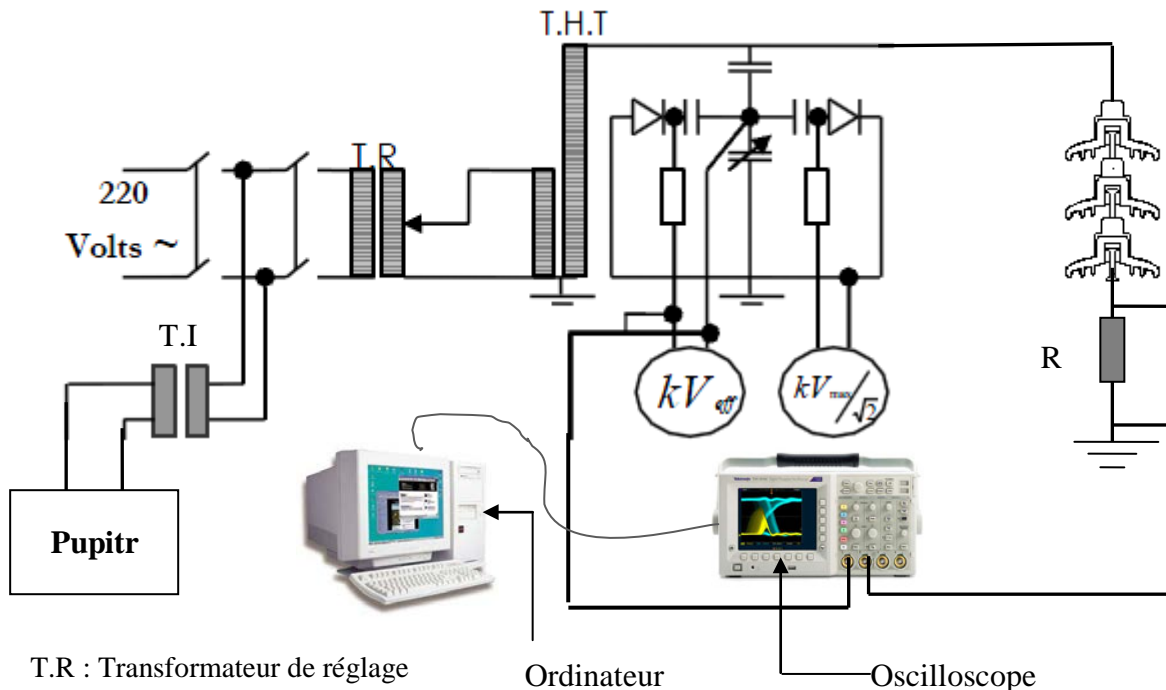 T.H.T
T.R
220
Volts ~
T.I
R
kV eff
kV max/√2
Pupitr
T.R : Transformateur de réglage
Ordinateur
Oscilloscope